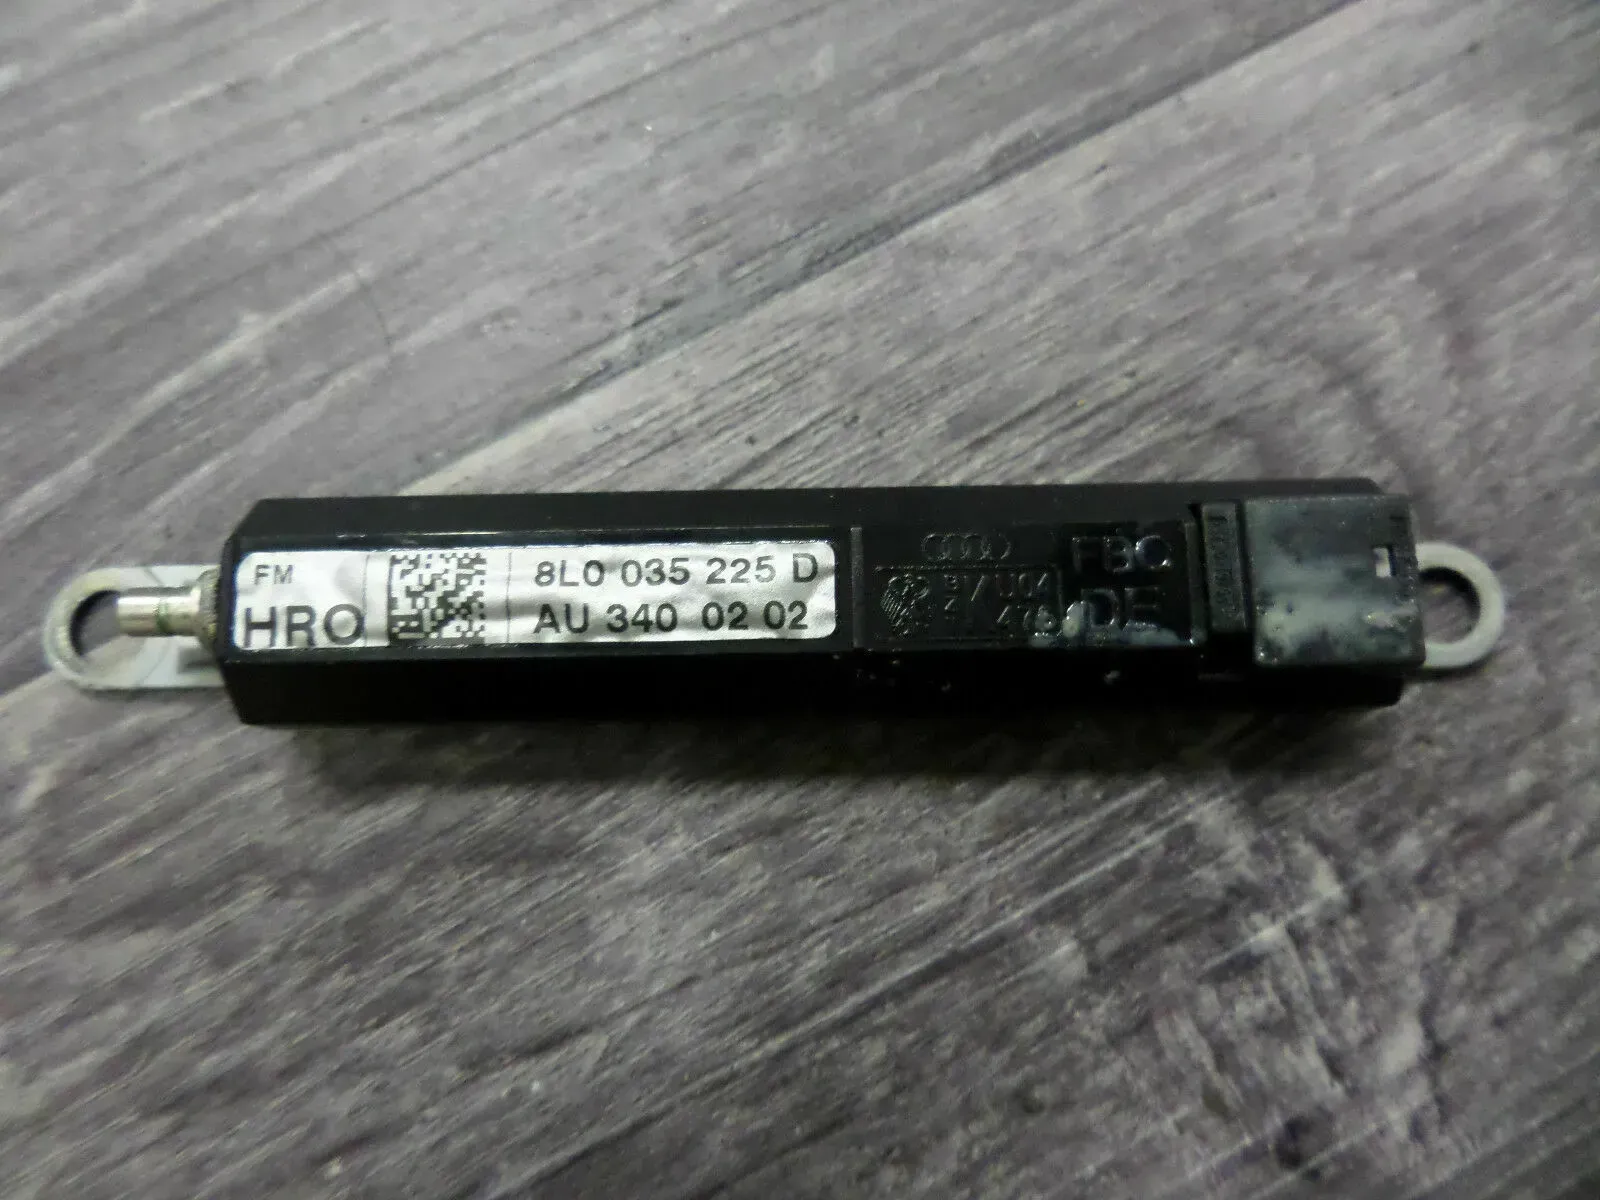 FM
HRO
8L0 035 225 D
AU 340 02 02
FBC
DE